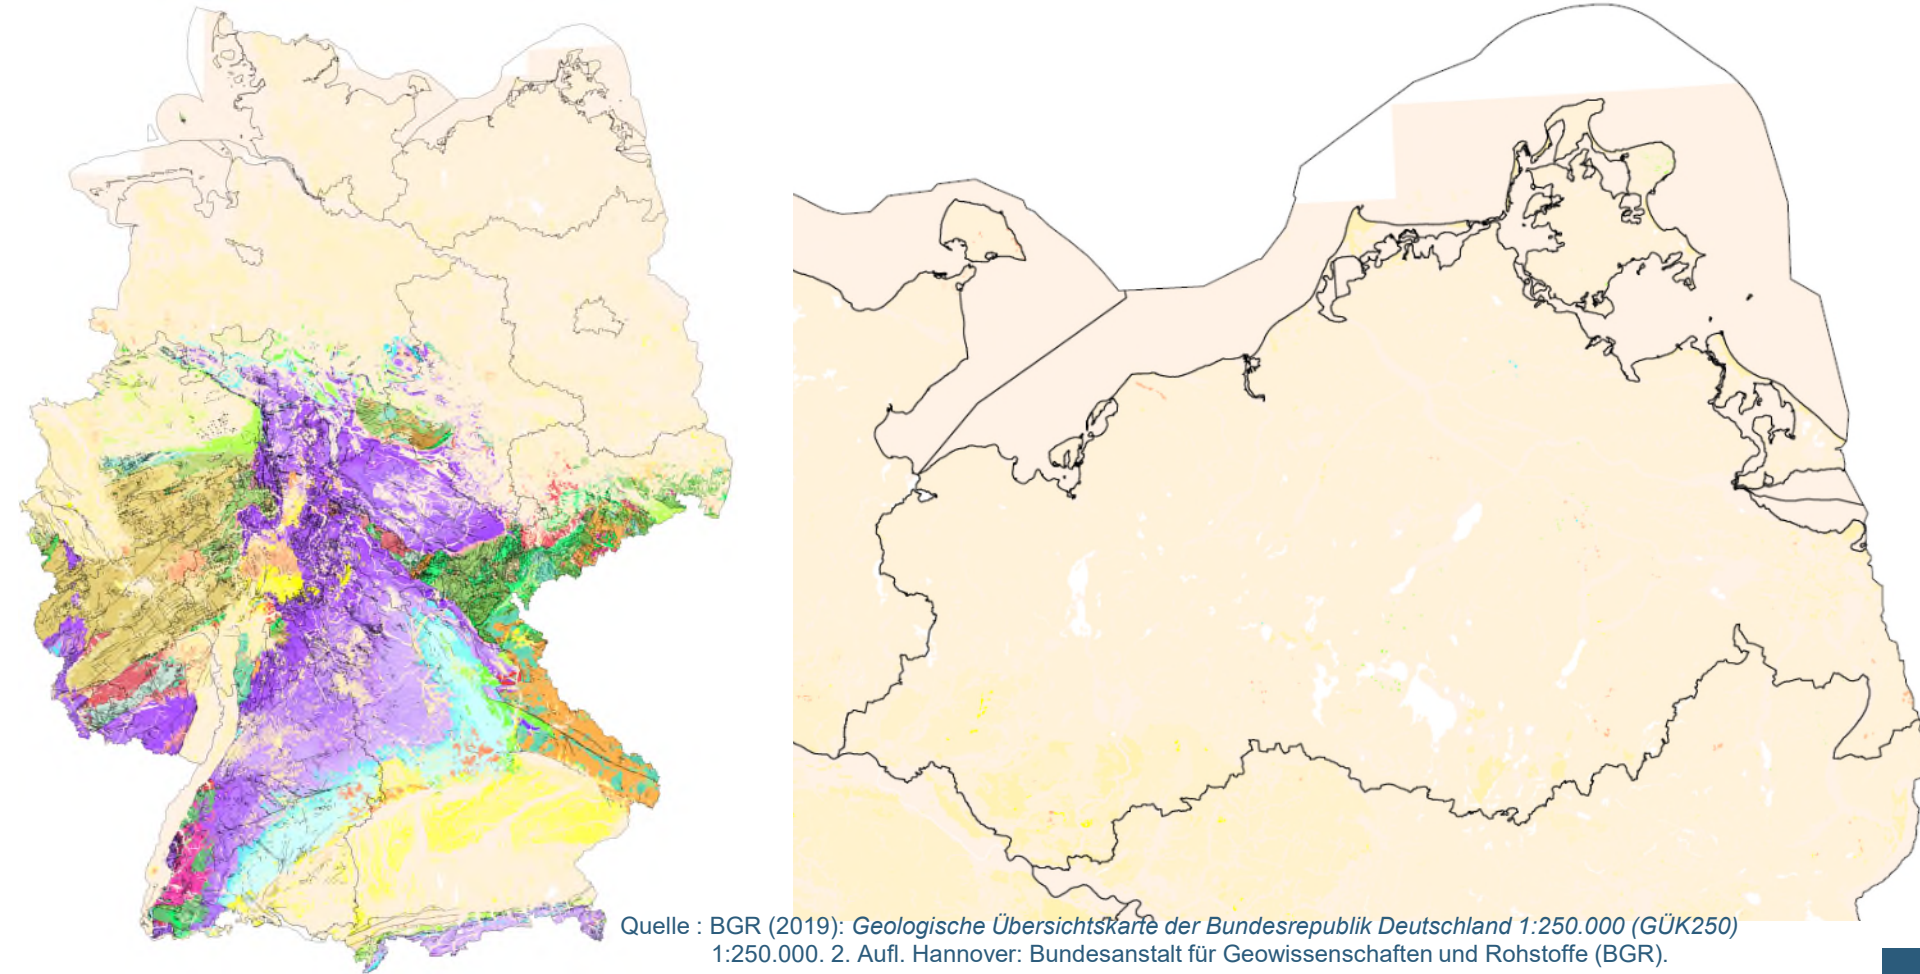 Quelle : BGR (2019): Geologische Übersichtskarte der Bundesrepublik Deutschland 1:250.000 (GÜK250)
1:250.000. 2. Aufl. Hannover: Bundesanstalt für Geowissenschaften und Rohstoffe (BGR).